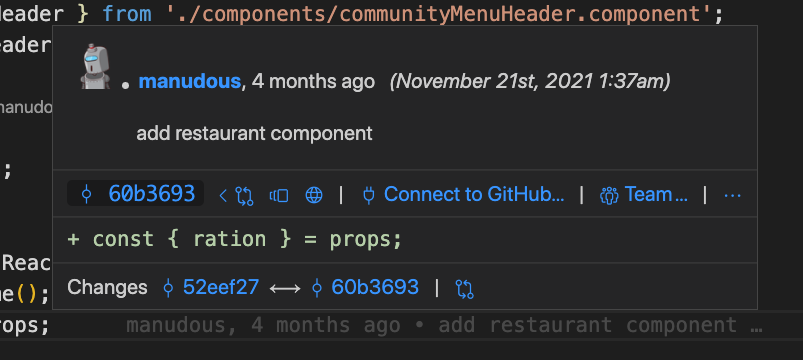 Header } from './components/communityMenuHeader.component';
eader
manudous, 4 months ago (November 21st, 2021 1:37am)
manudo
add restaurant component
;
60b3693 | Connect to GitHub... | Team... | ...
+ const { ration } = props;
Reac
Changes 52eef27 ⟷ 60b3693 |
e();
rops; manudous, 4 months ago • add restaurant component …